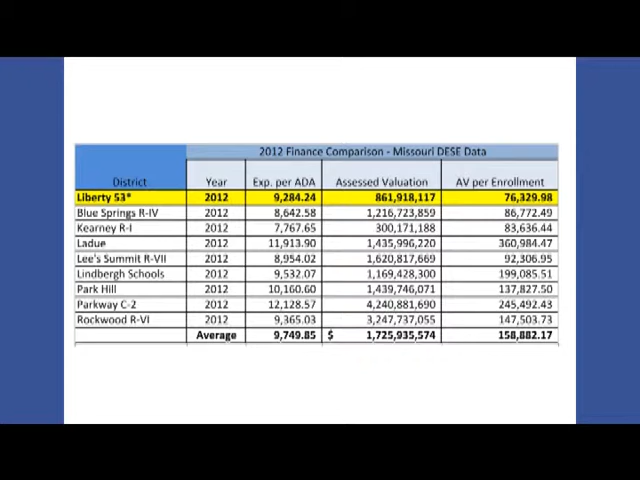 2012 Finance Comparison - Missouri DESE Data
District Year Exp. per ADA Assessed Valuation AV per Enrollment
Liberty 53* 2012 9,284.24 861,918,117 76,329.98
Blue Springs R-IV 2012 8,642.58 1,216,723,859 86,772.49
Kearney R-I 2012 7,767.65 300,171,188 83,636.44
Ladue 2012 11,913.90 1,435,996,220 360,984.47
Lee's Summit R-VII 2012 8,954.02 1,620,817,669 92,306.95
Lindbergh Schools 2012 9,532.07 1,169,428,300 199,085.51
Park Hill 2012 10,160.60 1,439,746,071 137,827.50
Parkway C-2 2012 12,128.57 4,240,881,690 245,492.43
Rockwood R-VI 2012 9,365.03 3,247,737,055 147,503.73
Average 9,749.85 $ 1,725,935,574 158,882.17